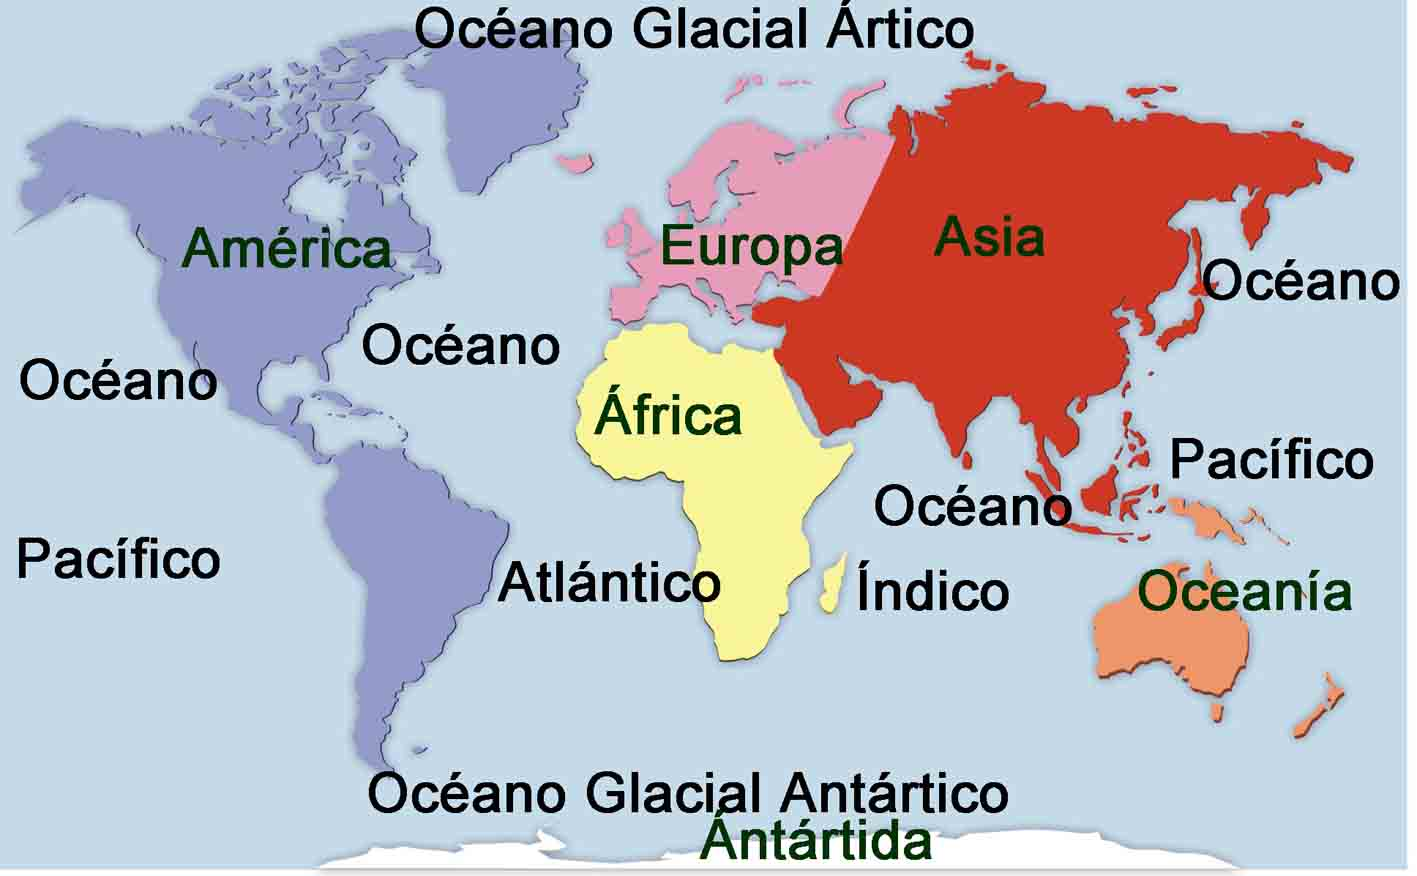 Océano Glacial Ártico
América
Europa
Asia
Océano
Océano
Océano
África
Pacífico
Océano
Pacífico
Atlántico
Índico
Oceanía
Océano Glacial Antártico
Ántártida